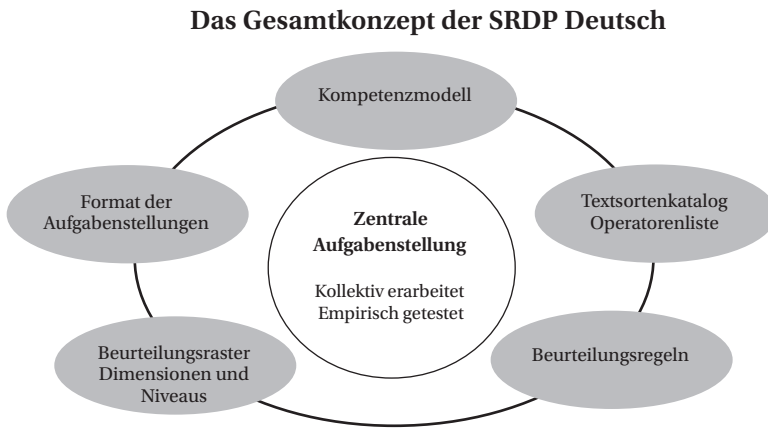 Das Gesamtkonzept der SRDP Deutsch
Kompetenzmodell
Format der
Aufgabenstellungen
Textsortenkatalog
Operatorenliste
Zentrale
Aufgabenstellung
Kollektiv erarbeitet
Empirisch getestet
Beurteilungsraster
Dimensionen und
Niveaus
Beurteilungsregeln